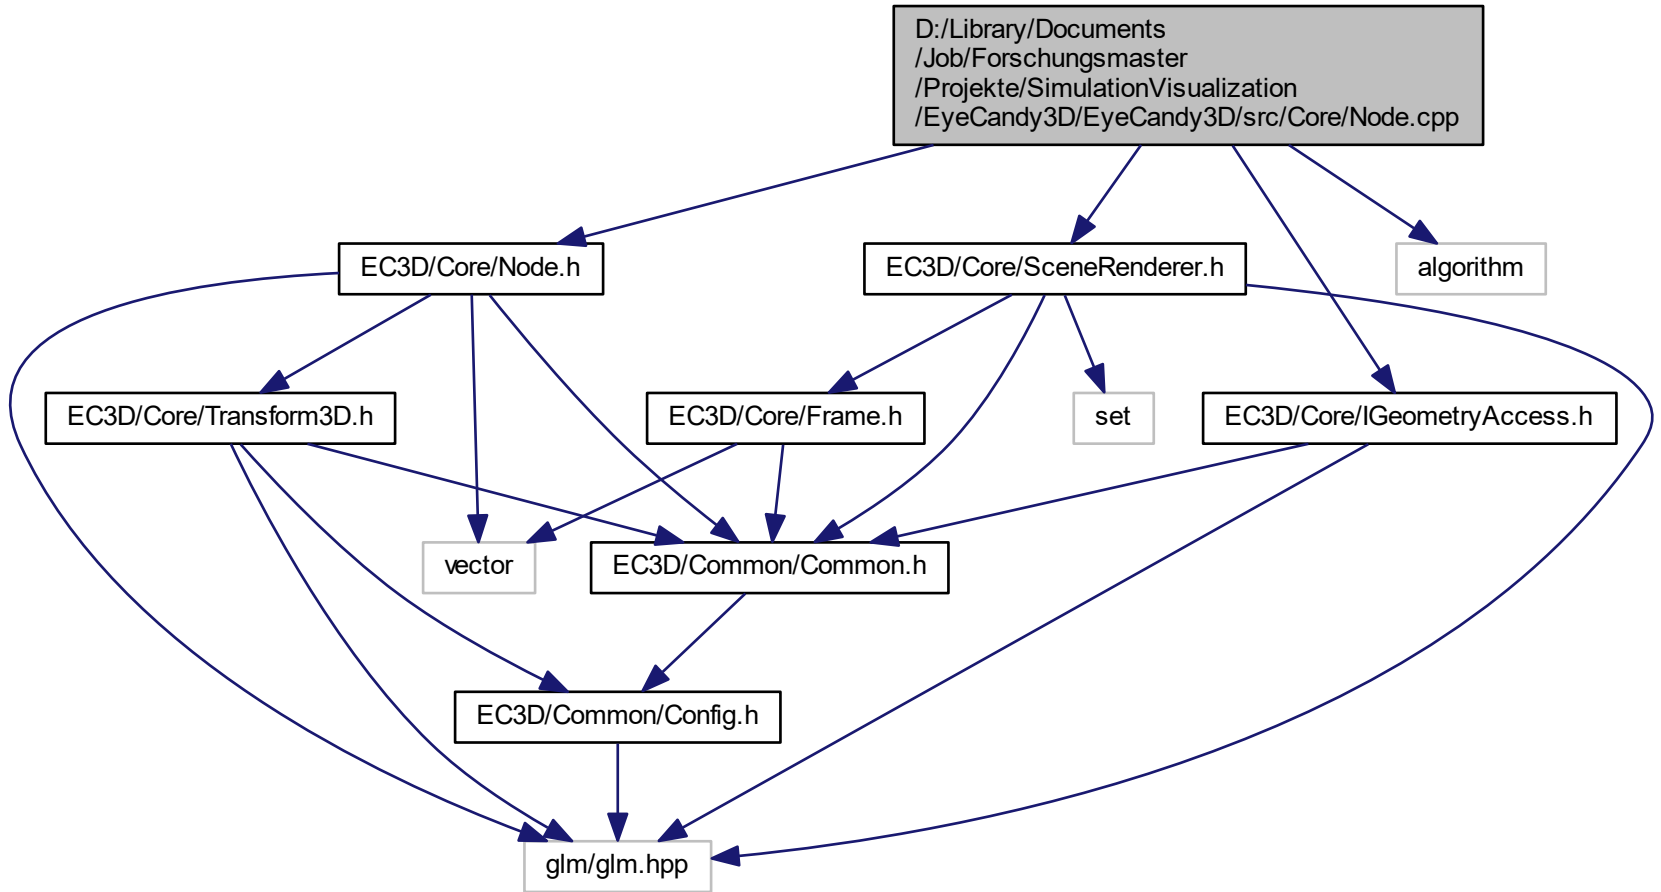 D:/Library/Documents
/Job/Forschungsmaster
/Projekte/SimulationVisualization
/EyeCandy3D/EyeCandy3D/src/Core/Node.cpp
EC3D/Core/Node.h
EC3D/Core/SceneRenderer.h
algorithm
EC3D/Core/Transform3D.h
EC3D/Core/Frame.h
set
EC3D/Core/IGeometryAccess.h
vector
EC3D/Common/Common.h
EC3D/Common/Config.h
glm/glm.hpp